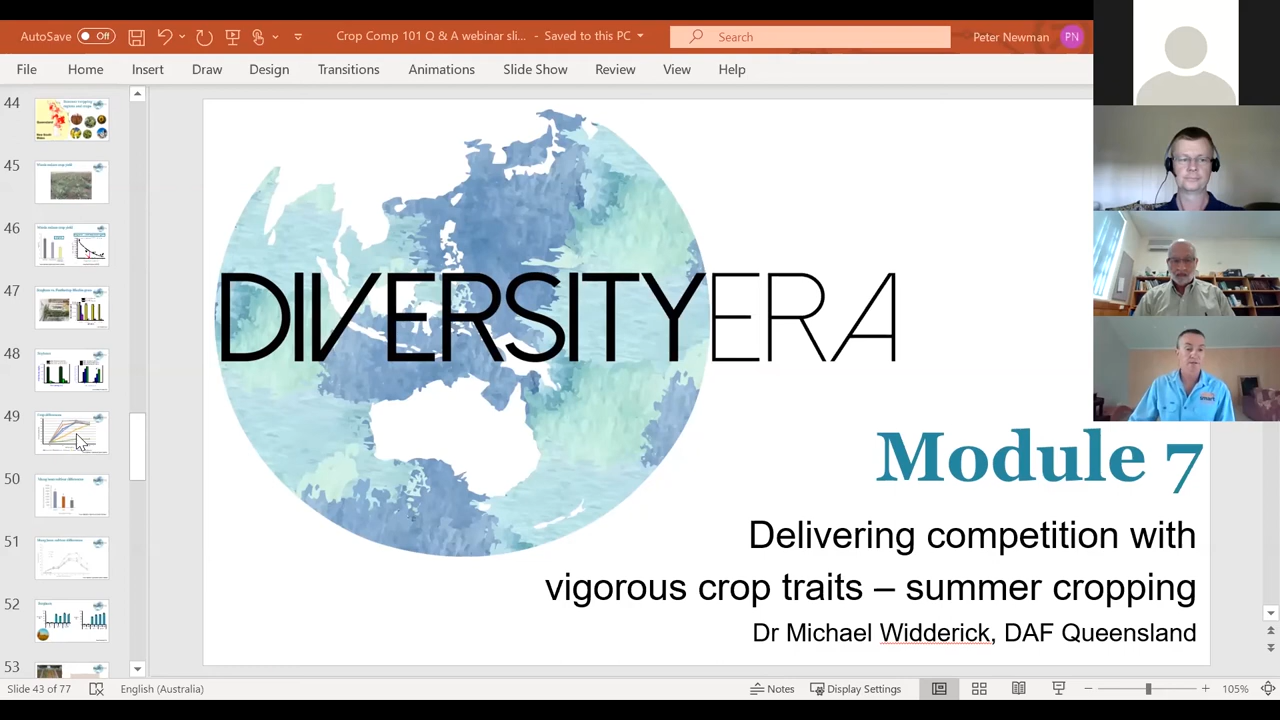 AutoSave Off Crop Comp 101 Q & A webinar sli... - Saved to this PC Search Peter Newman PN
File Home Insert Draw Design Transitions Animations Slide Show Review View Help
44
45
46
47
48
49
50
51
52
53
DIVERSITYERA
Module 7
Delivering competition with
vigorous crop traits – summer cropping
Dr Michael Widderick, DAF Queensland
Slide 43 of 77 English (Australia) Notes Display Settings 105%